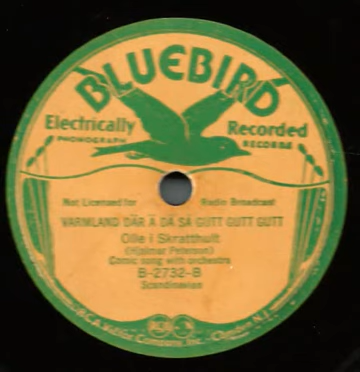 BLUEBIRD
Electrically Recorded
PHONOGRAPH RECORDS
Not Licensed for Radio Broadcast
VARMLAND DÄR Ä DÄ SÅ GUTT GUTT GUTT
Olle i Skratthult
(Hjalmar Peterson)
Comic song with orchestra
B-2732-B
Scandinavian
RCA Victor Company Inc. Camden N.J.